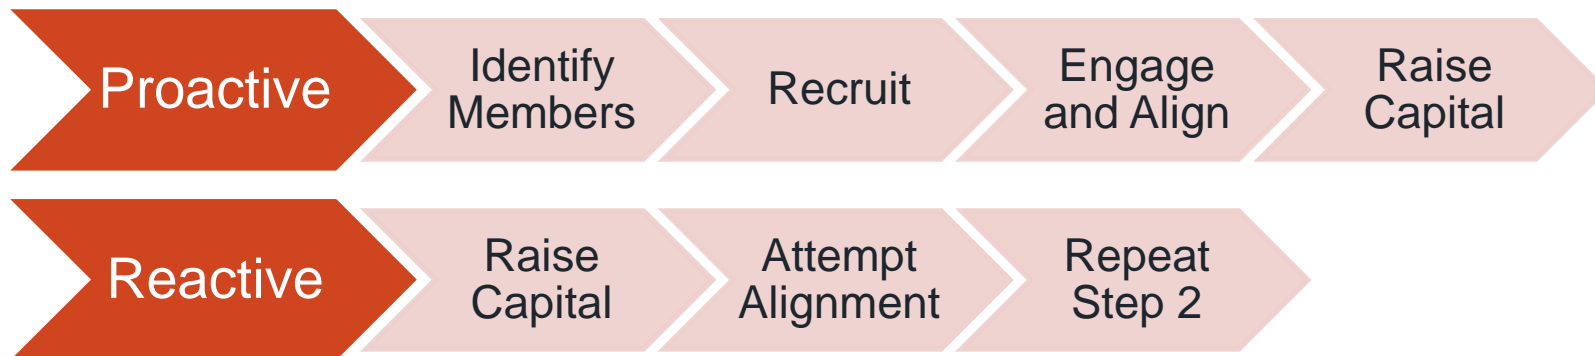 Proactive
Identify
Members
Recruit
Engage
and Align
Raise
Capital
Reactive
Raise
Capital
Attempt
Alignment
Repeat
Step 2